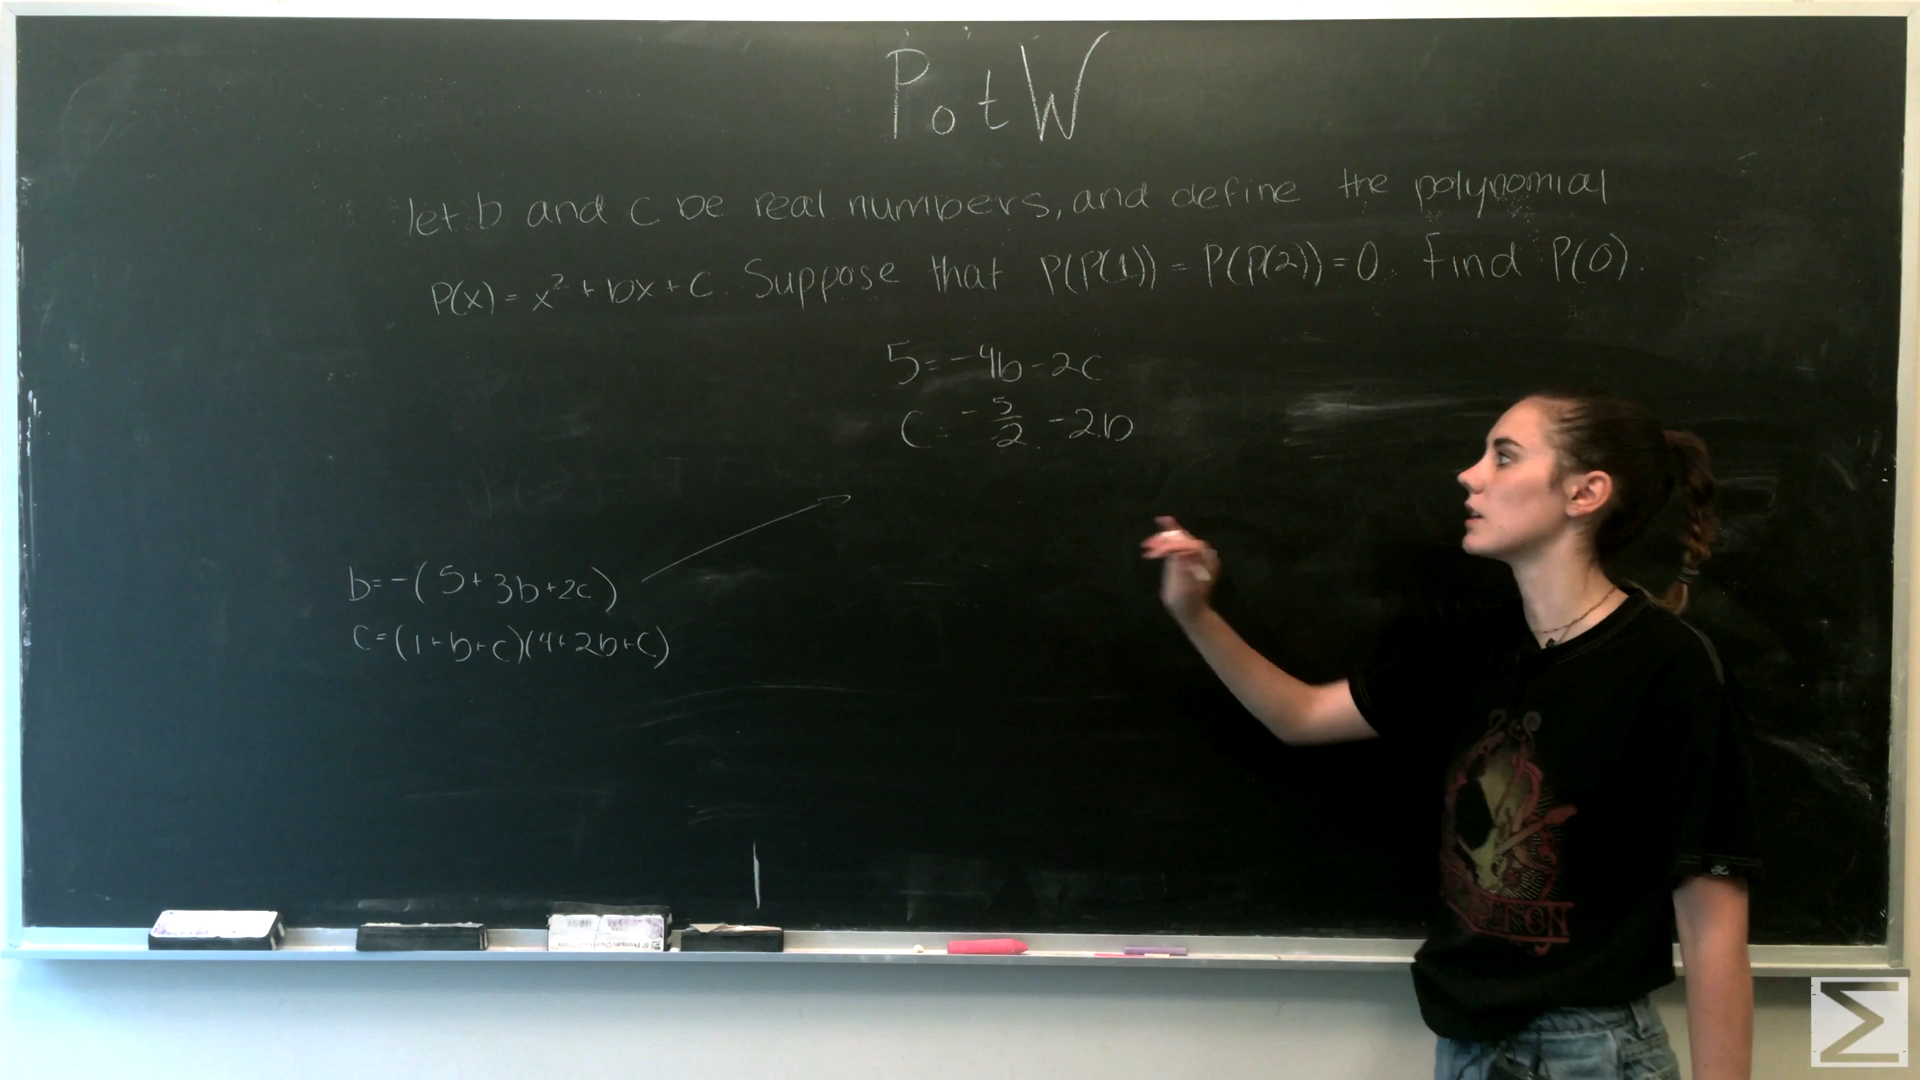 PotW
let b and c be real numbers, and define the polynomial
P(x) = x² + bx + c. Suppose that P(P(1)) = P(P(2)) = 0. Find P(0).
5 = -4b - 2c
c = -5/2 - 2b
b = -(5 + 3b + 2c)
c = (1 + b + c)(4 + 2b + c)
Σ